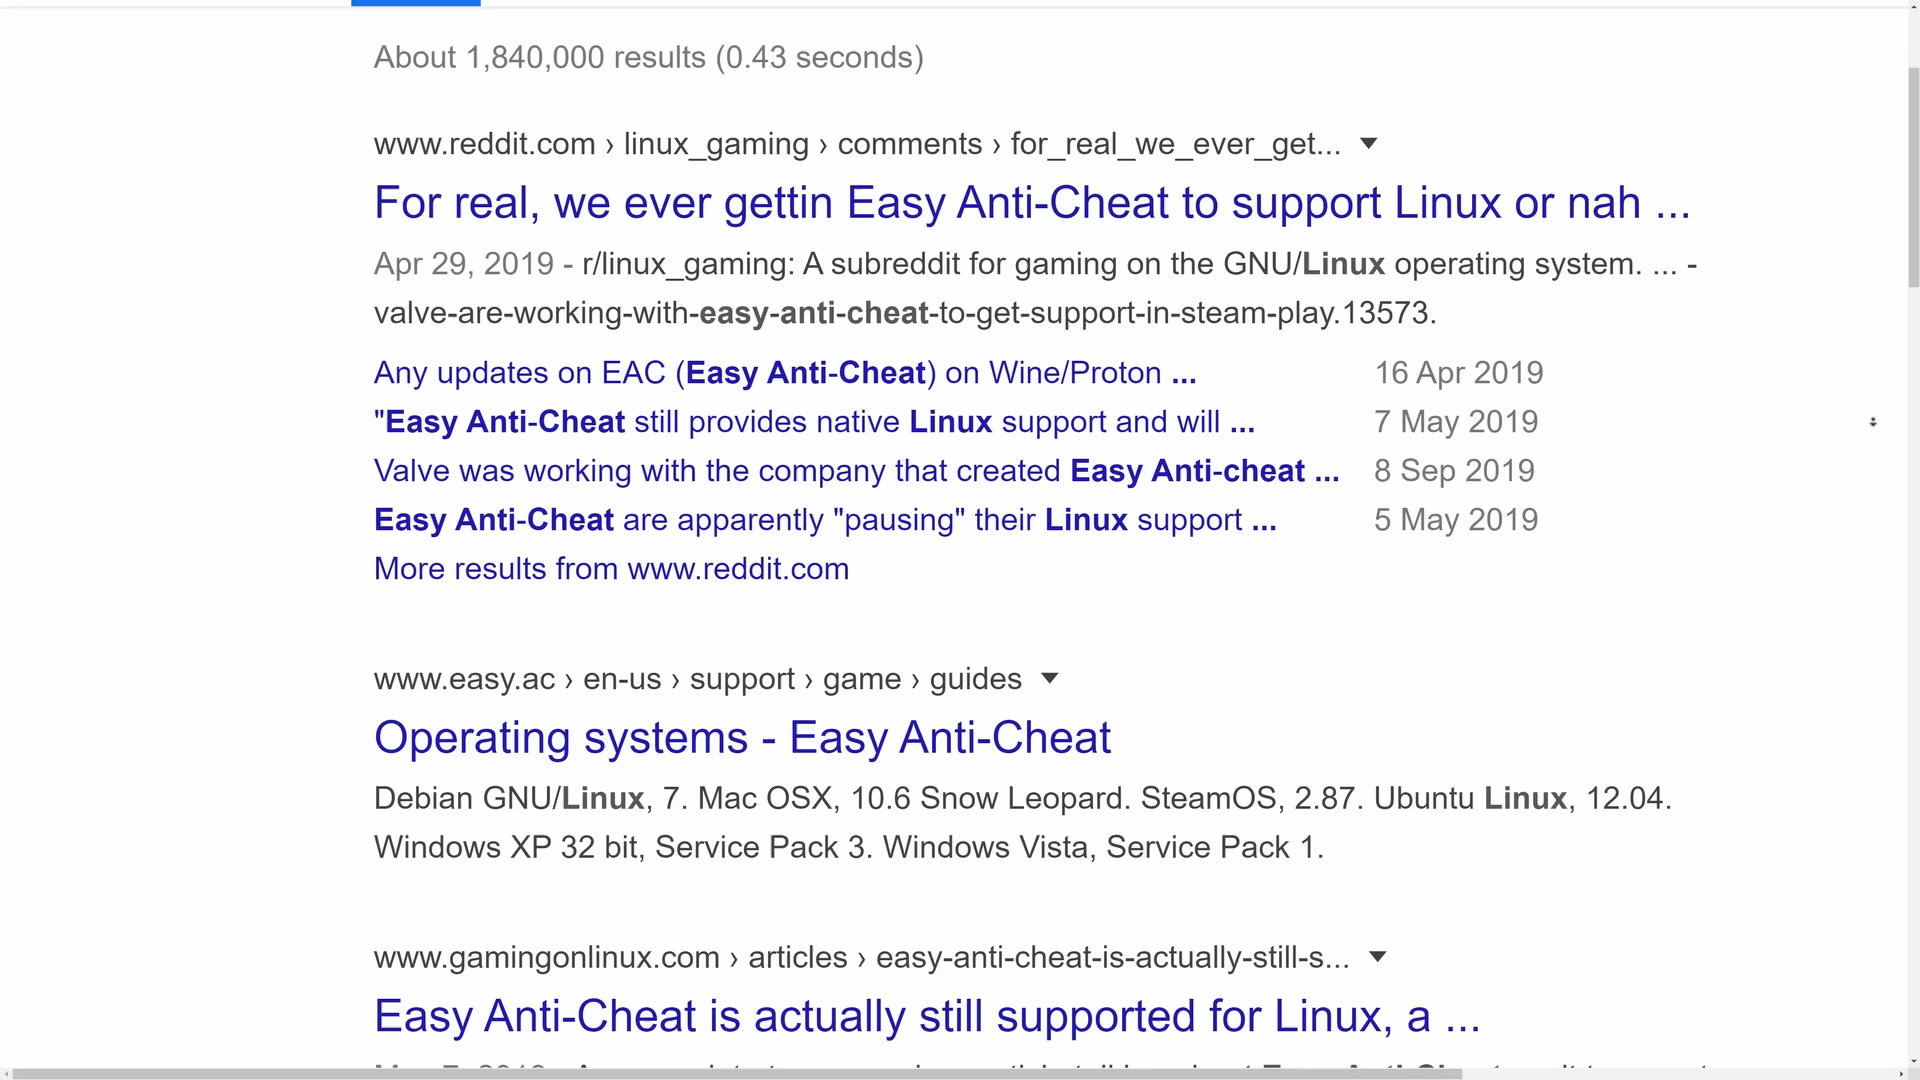 About 1,840,000 results (0.43 seconds)
www.reddit.com › linux_gaming › comments › for_real_we_ever_get...
For real, we ever gettin Easy Anti-Cheat to support Linux or nah ...
Apr 29, 2019 - r/linux_gaming: A subreddit for gaming on the GNU/Linux operating system. ... -
valve-are-working-with-easy-anti-cheat-to-get-support-in-steam-play.13573.
Any updates on EAC (Easy Anti-Cheat) on Wine/Proton ... 16 Apr 2019
"Easy Anti-Cheat still provides native Linux support and will ... 7 May 2019
Valve was working with the company that created Easy Anti-cheat ... 8 Sep 2019
Easy Anti-Cheat are apparently "pausing" their Linux support ... 5 May 2019
More results from www.reddit.com
www.easy.ac › en-us › support › game › guides
Operating systems - Easy Anti-Cheat
Debian GNU/Linux, 7. Mac OSX, 10.6 Snow Leopard. SteamOS, 2.87. Ubuntu Linux, 12.04.
Windows XP 32 bit, Service Pack 3. Windows Vista, Service Pack 1.
www.gamingonlinux.com › articles › easy-anti-cheat-is-actually-still-s...
Easy Anti-Cheat is actually still supported for Linux, a ...